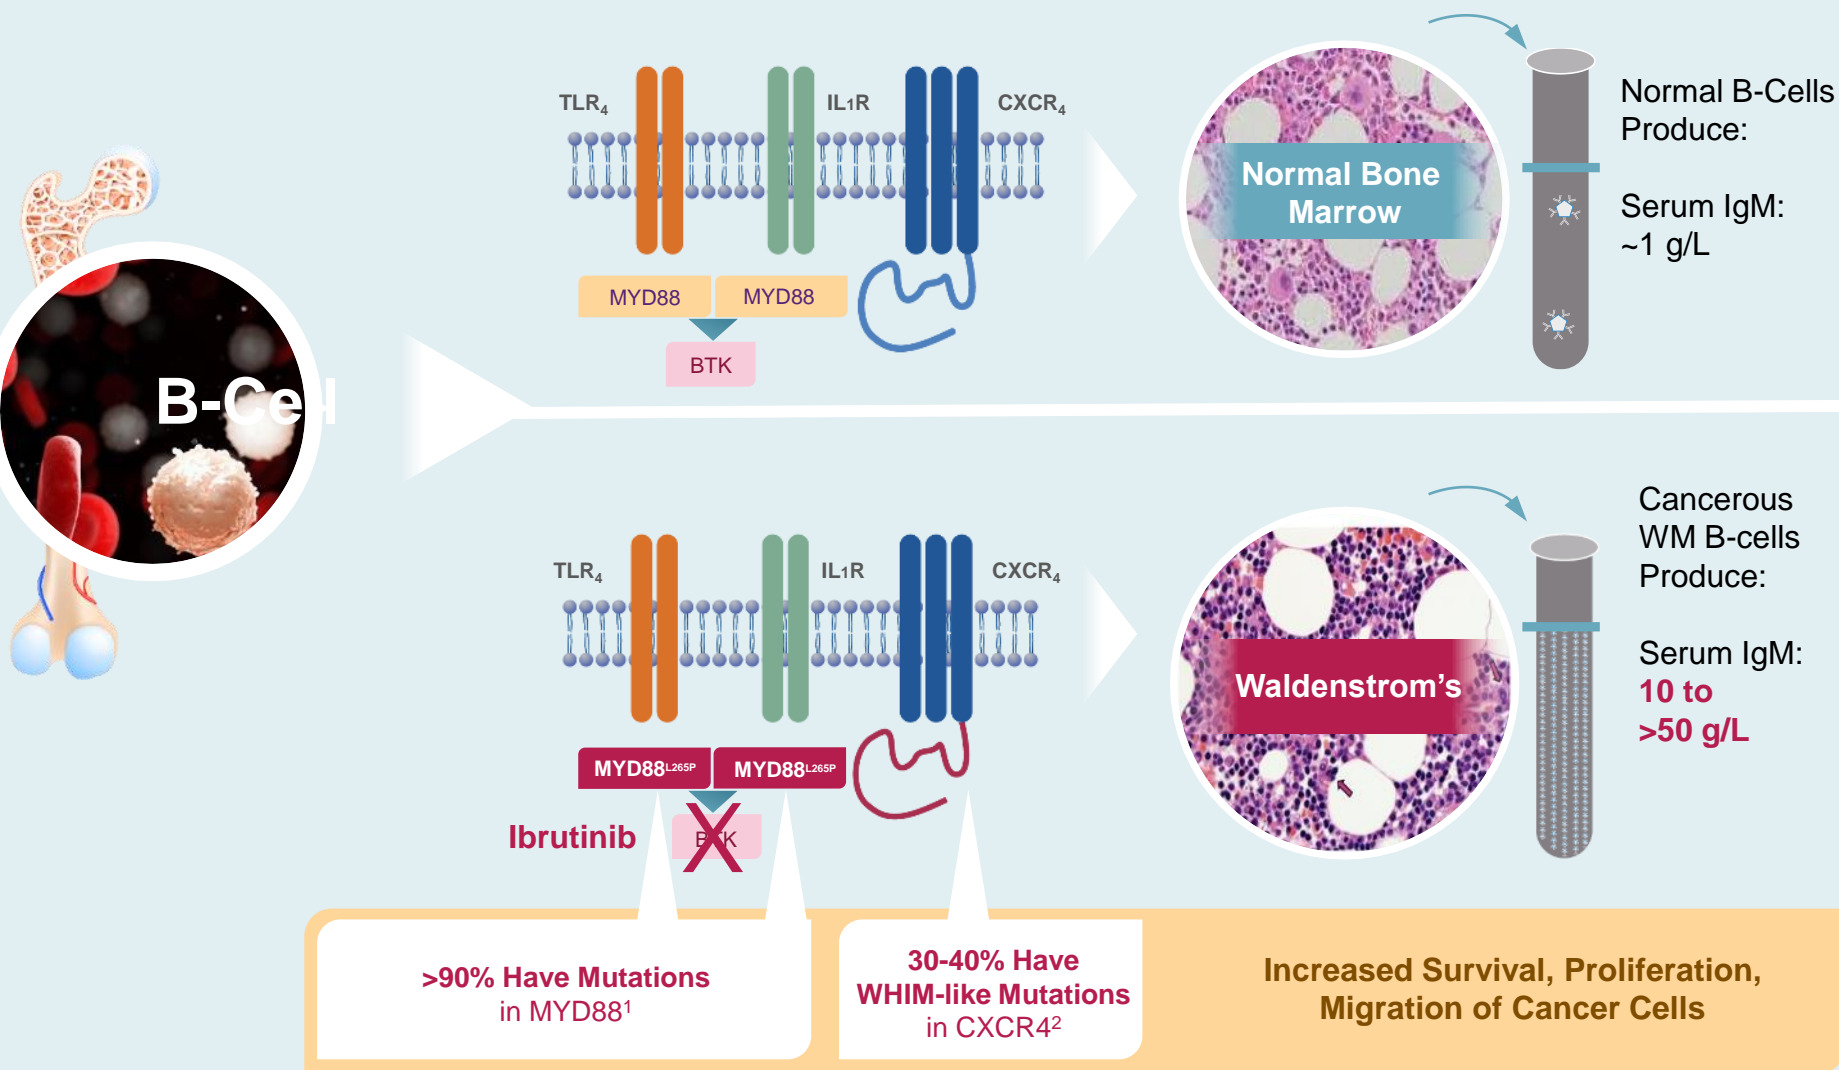 B-Cell
TLR4
IL1R
CXCR4
MYD88
MYD88
BTK
Normal Bone
Marrow
Normal B-Cells
Produce:
Serum IgM:
~1 g/L
TLR4
IL1R
CXCR4
MYD88L265P
MYD88L265P
Ibrutinib
BTK
Waldenstrom’s
Cancerous
WM B-cells
Produce:
Serum IgM:
10 to
>50 g/L
>90% Have Mutations
in MYD88¹
30-40% Have
WHIM-like Mutations
in CXCR4²
Increased Survival, Proliferation,
Migration of Cancer Cells